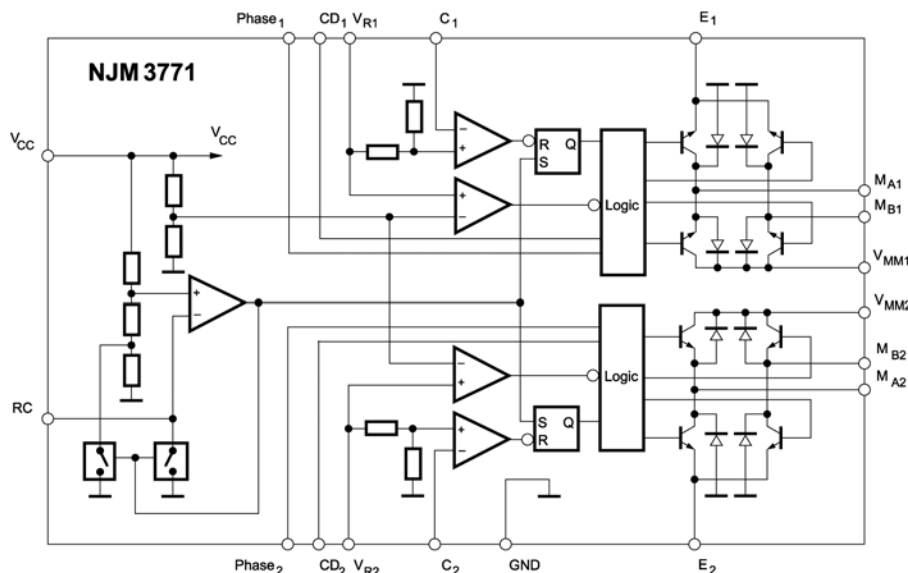 Phase1 CD1 VR1 C1 E1
NJM 3771
VCC VCC
R Q
S
+ −
MA1
MB1
Logic
VMM1
VMM2
MB2
MA2
Logic
RC
S Q
R
Phase2 CD2 VR2 C2 GND E2